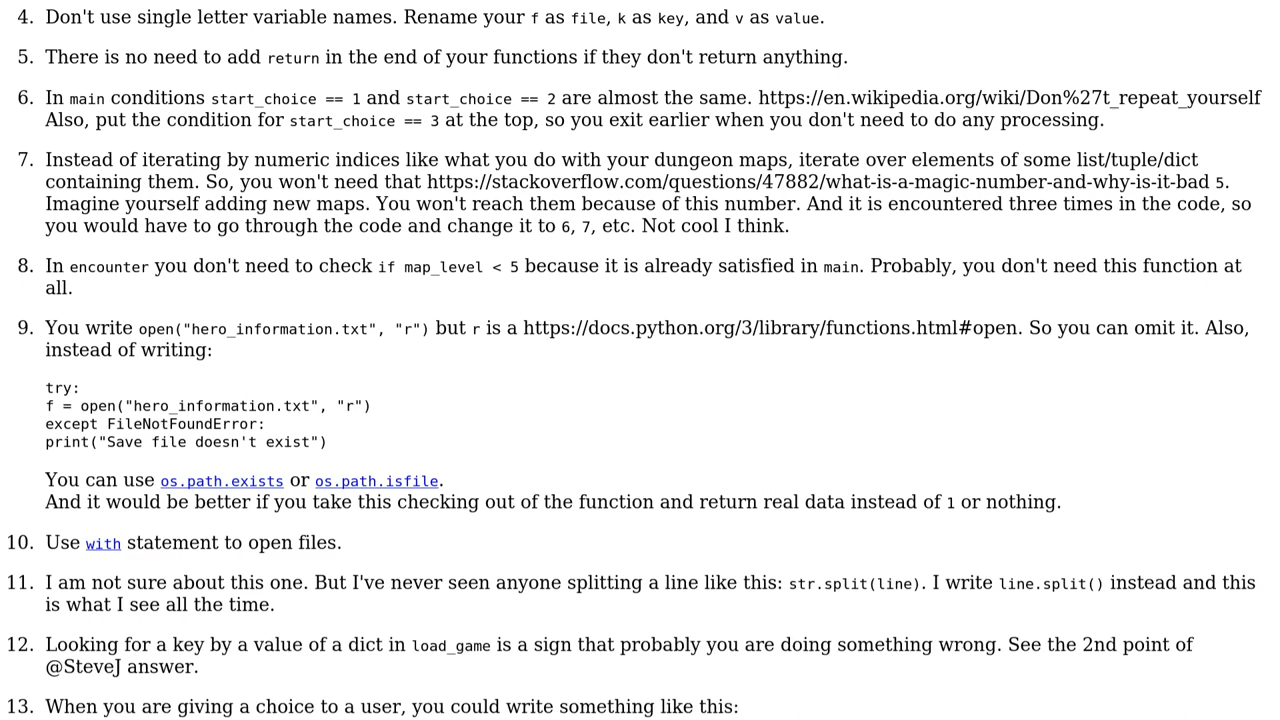 4. Don't use single letter variable names. Rename your f as file, k as key, and v as value.
5. There is no need to add return in the end of your functions if they don't return anything.
6. In main conditions start_choice == 1 and start_choice == 2 are almost the same. https://en.wikipedia.org/wiki/Don%27t_repeat_yourself
Also, put the condition for start_choice == 3 at the top, so you exit earlier when you don't need to do any processing.
7. Instead of iterating by numeric indices like what you do with your dungeon maps, iterate over elements of some list/tuple/dict
containing them. So, you won't need that https://stackoverflow.com/questions/47882/what-is-a-magic-number-and-why-is-it-bad 5.
Imagine yourself adding new maps. You won't reach them because of this number. And it is encountered three times in the code, so
you would have to go through the code and change it to 6, 7, etc. Not cool I think.
8. In encounter you don't need to check if map_level < 5 because it is already satisfied in main. Probably, you don't need this function at
all.
9. You write open("hero_information.txt", "r") but r is a https://docs.python.org/3/library/functions.html#open. So you can omit it. Also,
instead of writing:
try:
f = open("hero_information.txt", "r")
except FileNotFoundError:
print("Save file doesn't exist")
You can use os.path.exists or os.path.isfile.
And it would be better if you take this checking out of the function and return real data instead of 1 or nothing.
10. Use with statement to open files.
11. I am not sure about this one. But I've never seen anyone splitting a line like this: str.split(line). I write line.split() instead and this
is what I see all the time.
12. Looking for a key by a value of a dict in load_game is a sign that probably you are doing something wrong. See the 2nd point of
@SteveJ answer.
13. When you are giving a choice to a user, you could write something like this: